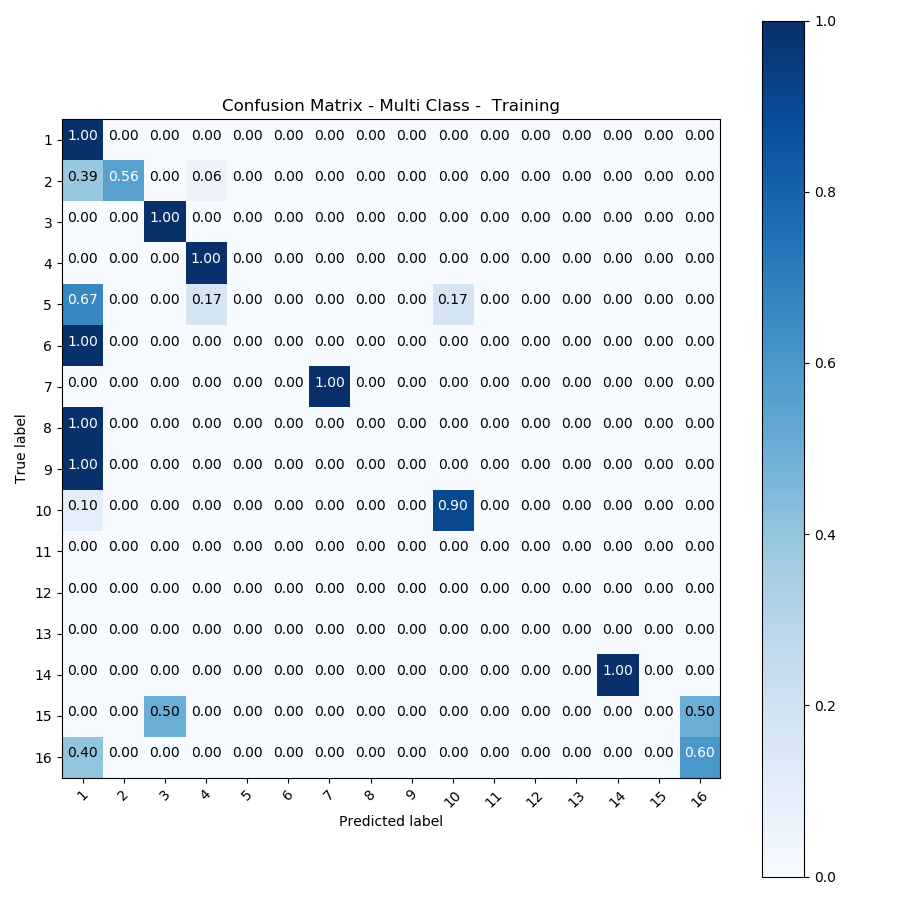 Confusion Matrix - Multi Class -  Training
1 1.00 0.00 0.00 0.00 0.00 0.00 0.00 0.00 0.00 0.00 0.00 0.00 0.00 0.00 0.00 0.00
2 0.39 0.56 0.00 0.06 0.00 0.00 0.00 0.00 0.00 0.00 0.00 0.00 0.00 0.00 0.00 0.00
3 0.00 0.00 1.00 0.00 0.00 0.00 0.00 0.00 0.00 0.00 0.00 0.00 0.00 0.00 0.00 0.00
4 0.00 0.00 0.00 1.00 0.00 0.00 0.00 0.00 0.00 0.00 0.00 0.00 0.00 0.00 0.00 0.00
5 0.67 0.00 0.00 0.17 0.00 0.00 0.00 0.00 0.00 0.17 0.00 0.00 0.00 0.00 0.00 0.00
6 1.00 0.00 0.00 0.00 0.00 0.00 0.00 0.00 0.00 0.00 0.00 0.00 0.00 0.00 0.00 0.00
7 0.00 0.00 0.00 0.00 0.00 0.00 1.00 0.00 0.00 0.00 0.00 0.00 0.00 0.00 0.00 0.00
8 1.00 0.00 0.00 0.00 0.00 0.00 0.00 0.00 0.00 0.00 0.00 0.00 0.00 0.00 0.00 0.00
9 1.00 0.00 0.00 0.00 0.00 0.00 0.00 0.00 0.00 0.00 0.00 0.00 0.00 0.00 0.00 0.00
10 0.10 0.00 0.00 0.00 0.00 0.00 0.00 0.00 0.00 0.90 0.00 0.00 0.00 0.00 0.00 0.00
11 0.00 0.00 0.00 0.00 0.00 0.00 0.00 0.00 0.00 0.00 0.00 0.00 0.00 0.00 0.00 0.00
12 0.00 0.00 0.00 0.00 0.00 0.00 0.00 0.00 0.00 0.00 0.00 0.00 0.00 0.00 0.00 0.00
13 0.00 0.00 0.00 0.00 0.00 0.00 0.00 0.00 0.00 0.00 0.00 0.00 0.00 0.00 0.00 0.00
14 0.00 0.00 0.00 0.00 0.00 0.00 0.00 0.00 0.00 0.00 0.00 0.00 0.00 1.00 0.00 0.00
15 0.00 0.00 0.50 0.00 0.00 0.00 0.00 0.00 0.00 0.00 0.00 0.00 0.00 0.00 0.00 0.50
16 0.40 0.00 0.00 0.00 0.00 0.00 0.00 0.00 0.00 0.00 0.00 0.00 0.00 0.00 0.00 0.60
1 2 3 4 5 6 7 8 9 10 11 12 13 14 15 16
Predicted label
True label
1.0
0.8
0.6
0.4
0.2
0.0